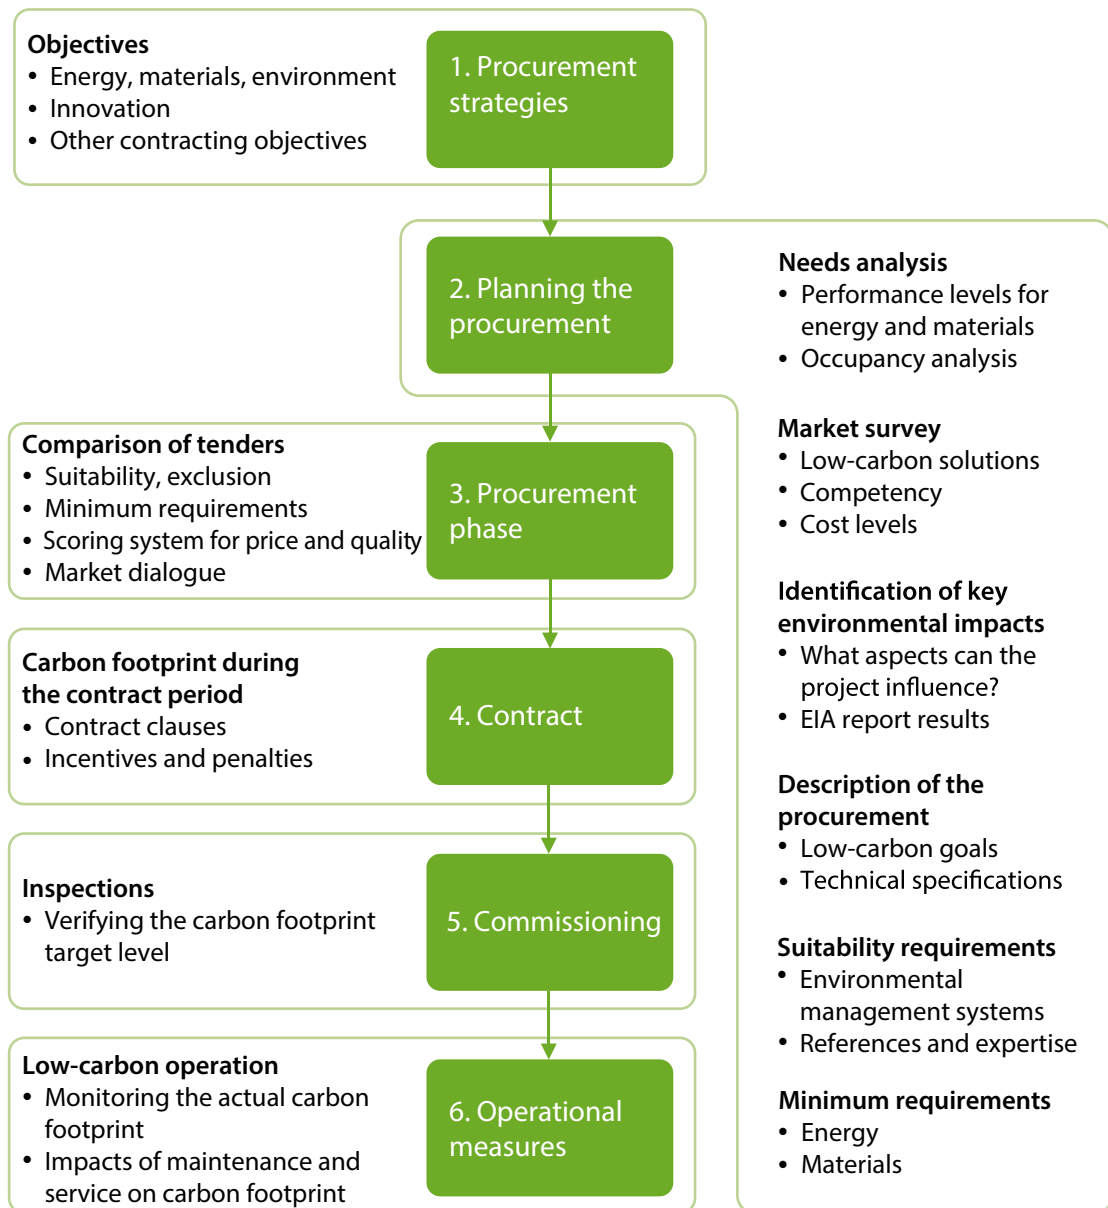 Objectives
• Energy, materials, environment
• Innovation
• Other contracting objectives
1. Procurement
strategies
2. Planning the
procurement
Needs analysis
• Performance levels for
energy and materials
• Occupancy analysis
Market survey
• Low-carbon solutions
• Competency
• Cost levels
Identification of key
environmental impacts
• What aspects can the
project influence?
• EIA report results
Description of the
procurement
• Low-carbon goals
• Technical specifications
Suitability requirements
• Environmental
management systems
• References and expertise
Minimum requirements
• Energy
• Materials
Comparison of tenders
• Suitability, exclusion
• Minimum requirements
• Scoring system for price and quality
• Market dialogue
3. Procurement
phase
Carbon footprint during
the contract period
• Contract clauses
• Incentives and penalties
4. Contract
Inspections
• Verifying the carbon footprint
target level
5. Commissioning
Low-carbon operation
• Monitoring the actual carbon
footprint
• Impacts of maintenance and
service on carbon footprint
6. Operational
measures